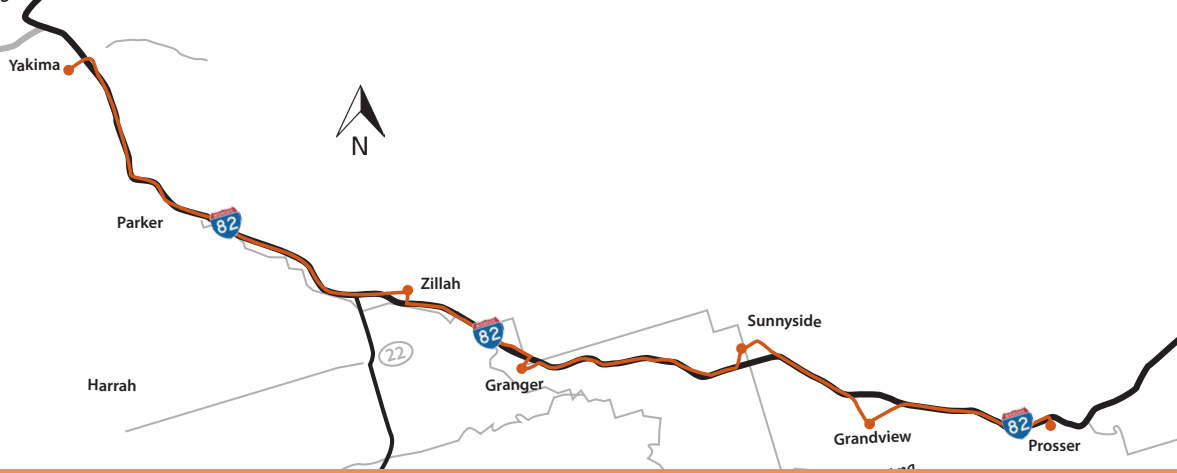 Yakima
N
Parker
82
Zillah
82
Sunnyside
22
Harrah
Granger
Grandview
82
Prosser